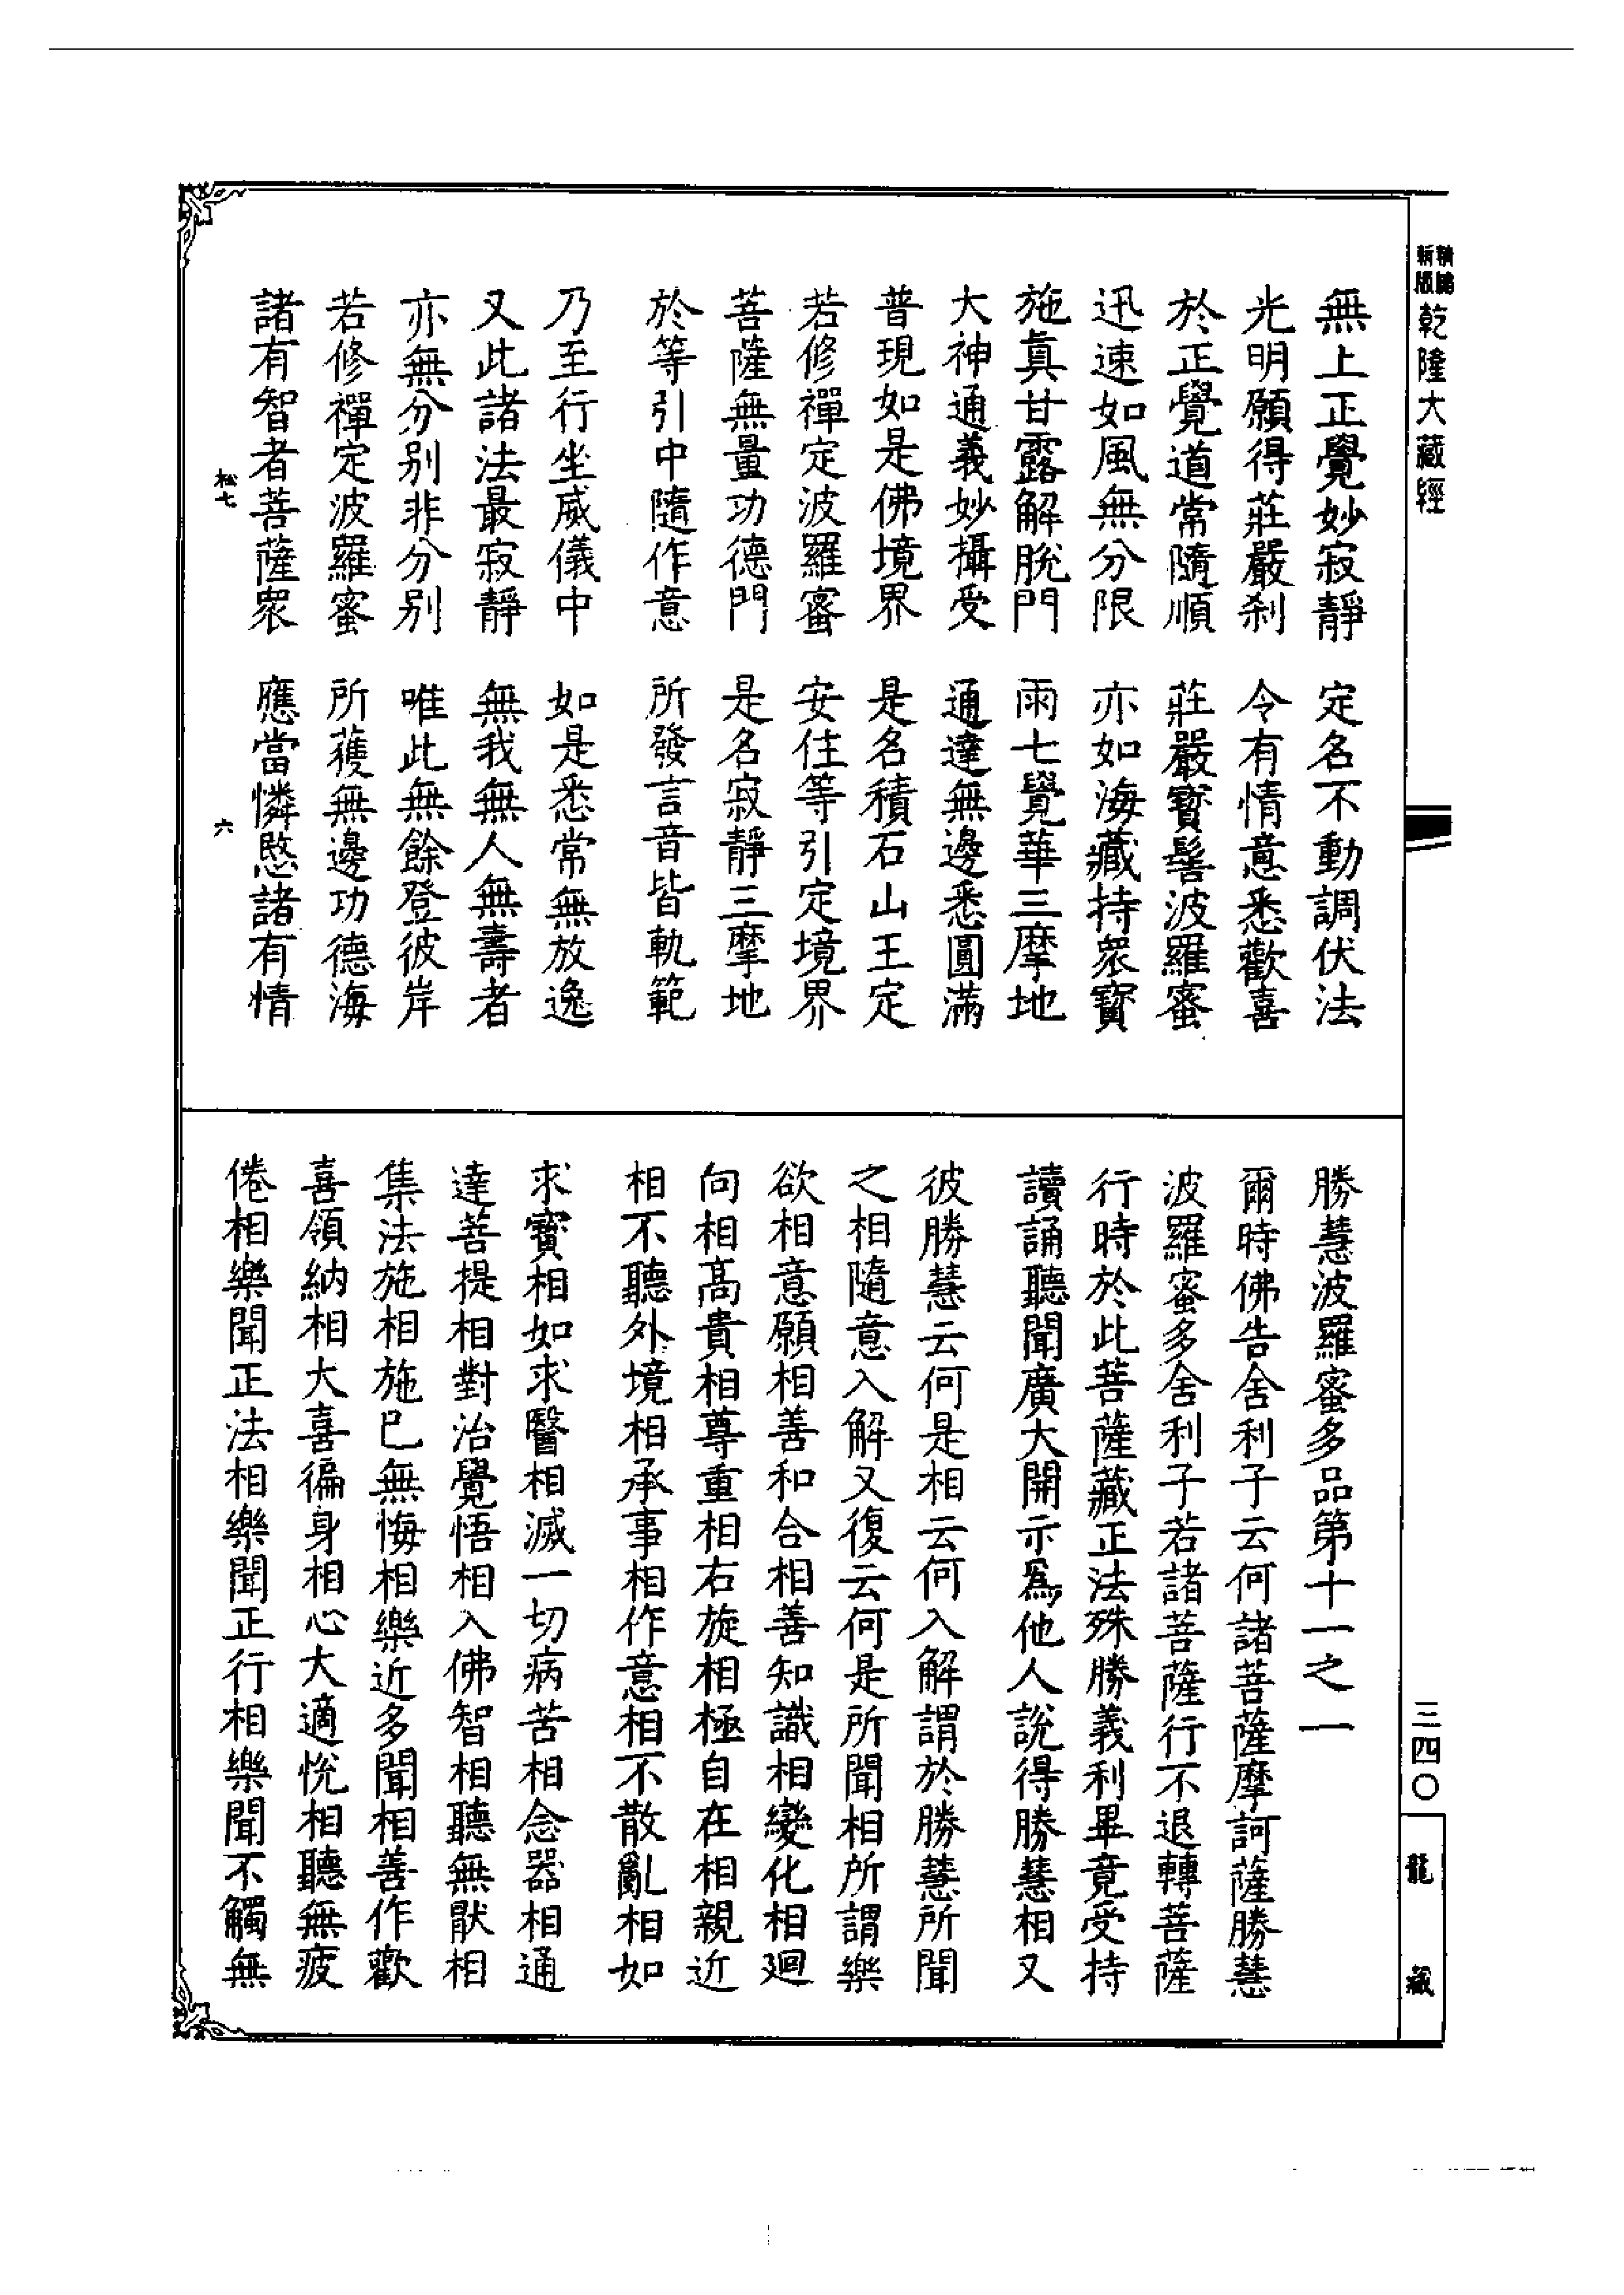 新編
新版
乾隆大藏經
無上正覺妙寂靜　定名不動調伏法
光明願得莊嚴刹　令有情意悉歡喜
於正覺道常隨順　莊嚴寳髻波羅蜜
迅速如風無分限　亦如海藏持衆寳
施眞甘露解脫門　雨七覺華三摩地
大神通義妙攝受　通達無邊悉圓滿
普現如是佛境界　是名積石山王定
若修禪定波羅蜜　安住等引定境界
菩薩無量功德門　是名寂靜三摩地
於等引中隨作意　所發言音皆軌範
乃至行坐威儀中　如是悉常無放逸
又此諸法最寂靜　無我無人無壽者
亦無分别非分别　唯此無餘登彼岸
若修禪定波羅蜜　所獲無邊功德海
諸有智者菩薩衆　應當憐愍諸有情
松七　六
勝慧波羅蜜多品第十一之一
爾時佛告舍利子云何諸菩薩摩訶薩勝慧
波羅蜜多舍利子若諸菩薩行不退轉菩薩
行時於此菩薩藏正法殊勝義利畢竟受持
讀誦聽聞廣大開示爲他人說得勝慧相又
彼勝慧云何是相云何入解謂於勝慧所聞
之相隨意入解又復云何是所聞相所謂樂
欲相意願相善和合相善知識相變化相廻
向相髙貴相尊重相右旋相極自在相親近
相不聽外境相承事相作意相不散亂相如
求寳相如求醫相滅一切病苦相念器相通
達菩提相對治覺悟相入佛智相聽無猒相
集法施相施已無悔相樂近多聞相善作歡
喜領納相大喜徧身相心大適悅相聽無疲
倦相樂聞正法相樂聞正行相樂聞不觸無
三四〇
龍藏